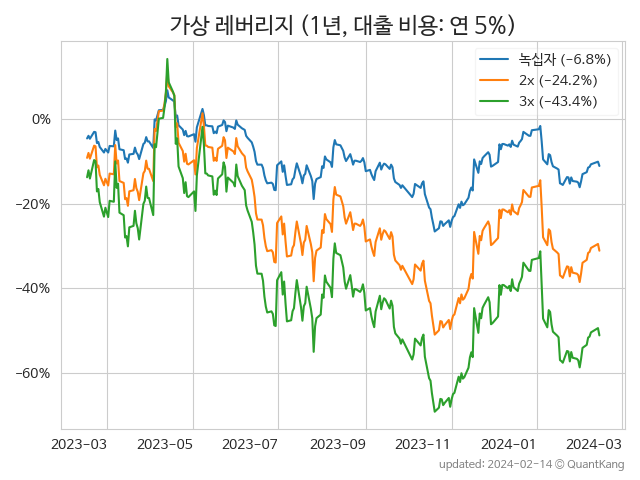 가상 레버리지 (1년, 대출 비용: 연 5%)
녹십자 (−6.8%)
2x (−24.2%)
3x (−43.4%)
0%
−20%
−40%
−60%
2023-03 2023-05 2023-07 2023-09 2023-11 2024-01 2024-03
updated: 2024-02-14 © QuantKang